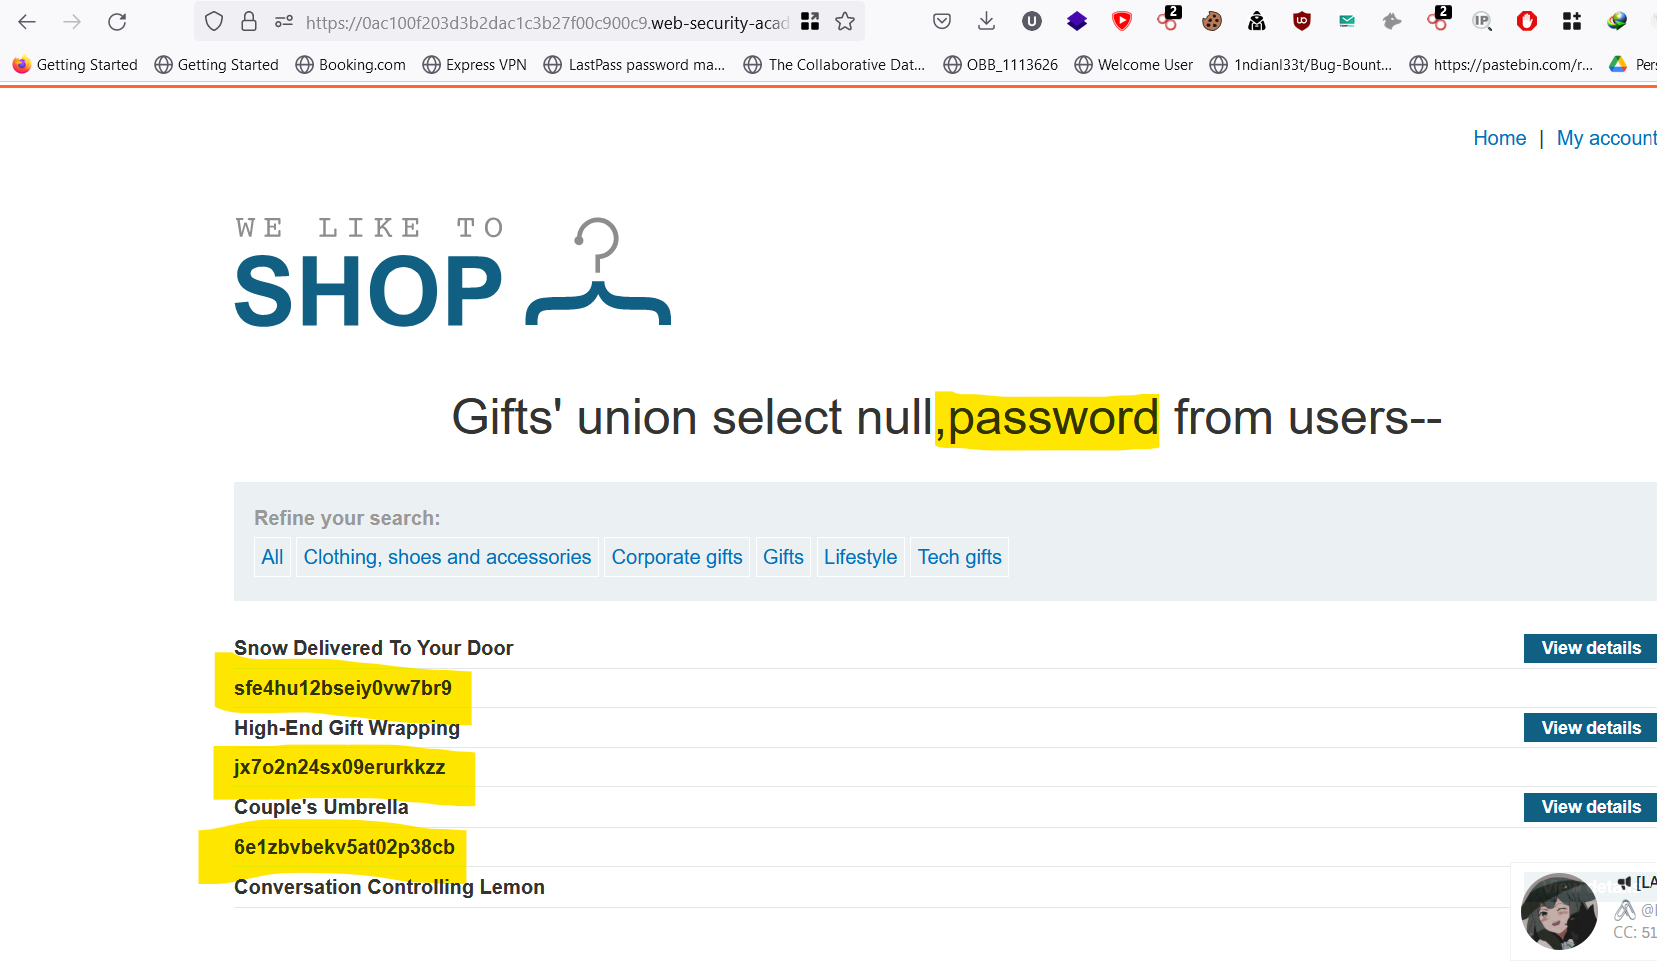 https://0ac100f203d3b2dac1c3b27f00c900c9.web-security-acad
U 2 IP 2
Getting Started Getting Started Booking.com Express VPN LastPass password ma... The Collaborative Dat... OBB_1113626 Welcome User 1ndianl33t/Bug-Bount... https://pastebin.com/r... Pers
Home | My account
WE LIKE TO
SHOP
Gifts' union select null,password from users--
Refine your search:
All Clothing, shoes and accessories Corporate gifts Gifts Lifestyle Tech gifts
Snow Delivered To Your Door View details
sfe4hu12bseiy0vw7br9
High-End Gift Wrapping View details
jx7o2n24sx09erurkkzz
Couple's Umbrella View details
6e1zbvbekv5at02p38cb
Conversation Controlling Lemon
[LA
CC: 51